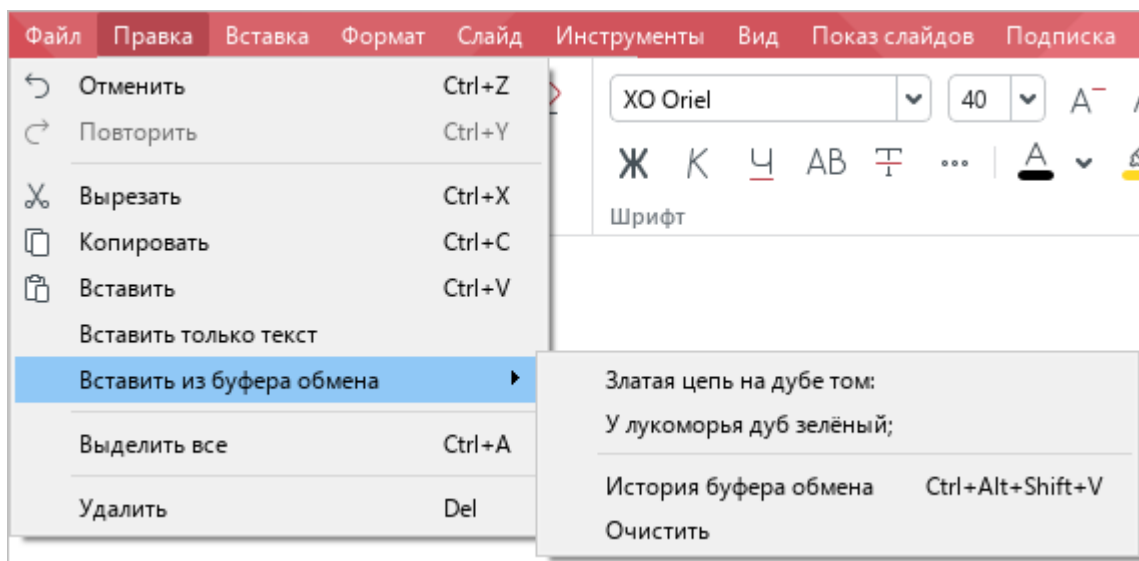 Файл Правка Вставка Формат Слайд Инструменты Вид Показ слайдов Подписка
Отменить Ctrl+Z
Повторить Ctrl+Y
Вырезать Ctrl+X
Копировать Ctrl+C
Вставить Ctrl+V
Вставить только текст
Вставить из буфера обмена
Выделить все Ctrl+A
Удалить Del
XO Oriel 40 A
Ж К Ч АВ Т ... А
Шрифт
Златая цепь на дубе том:
У лукоморья дуб зелёный;
История буфера обмена Ctrl+Alt+Shift+V
Очистить